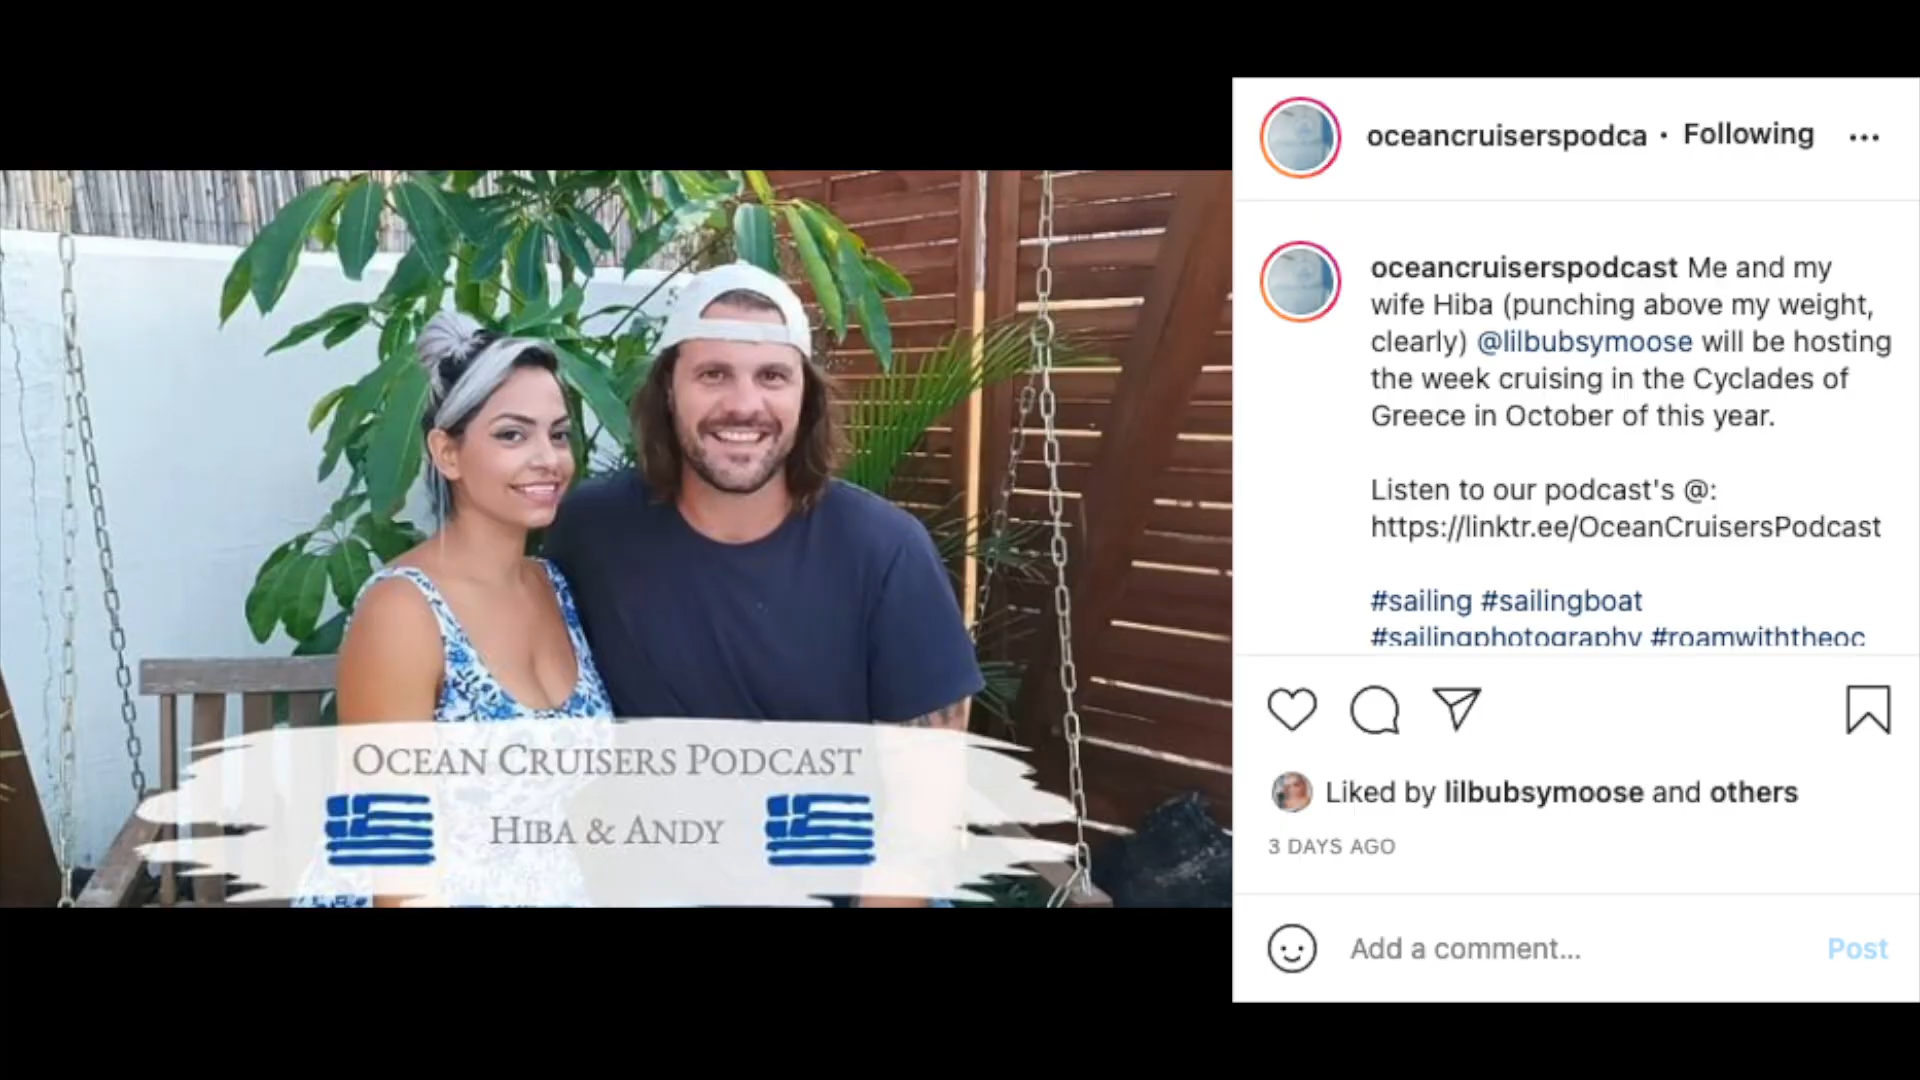 OCEAN CRUISERS PODCAST
HIBA & ANDY
oceancruiserspodca • Following
oceancruiserspodcast Me and my
wife Hiba (punching above my weight,
clearly) @lilbubsymoose will be hosting
the week cruising in the Cyclades of
Greece in October of this year.
Listen to our podcast's @:
https://linktr.ee/OceanCruisersPodcast
#sailing #sailingboat
#sailingphotography #roamwiththeoc
Liked by lilbubsymoose and others
3 DAYS AGO
Add a comment...
Post